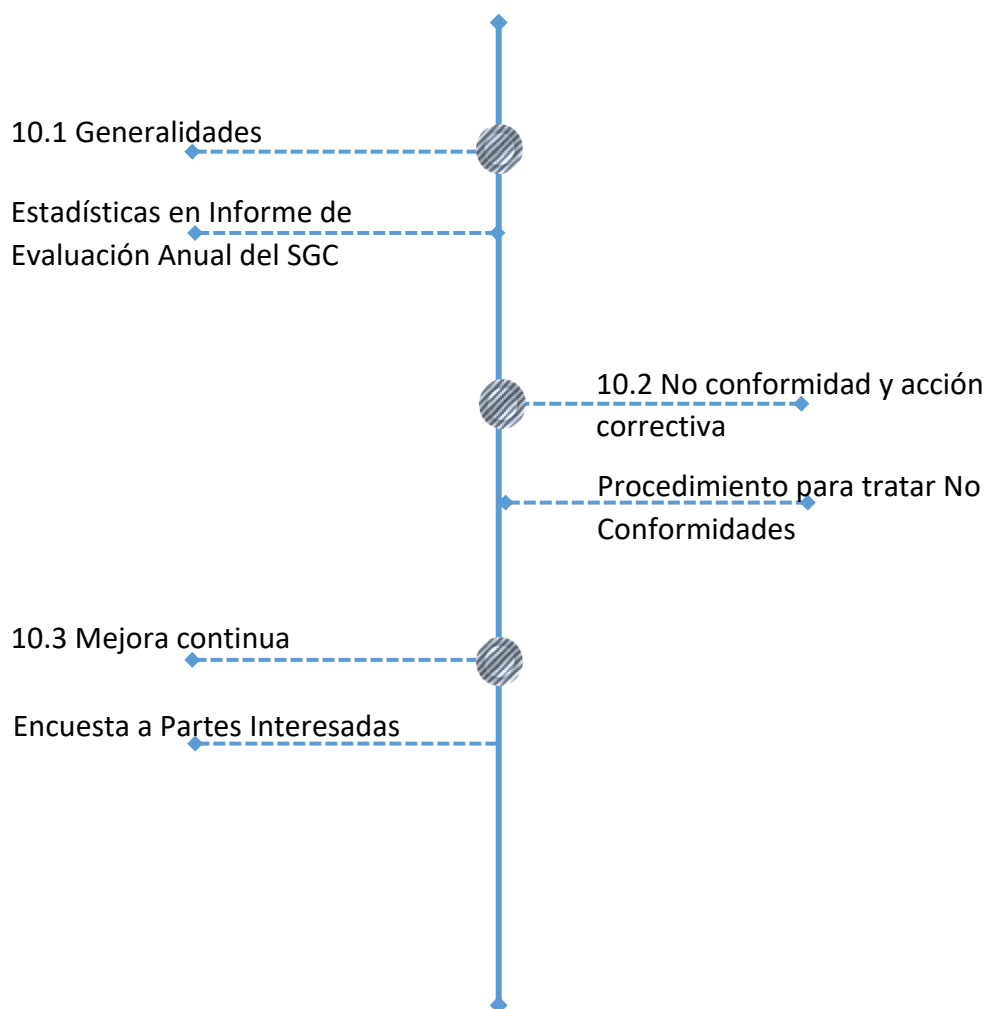 10.1 Generalidades
Estadísticas en Informe de
Evaluación Anual del SGC
10.2 No conformidad y acción
correctiva
Procedimiento para tratar No
Conformidades
10.3 Mejora continua
Encuesta a Partes Interesadas